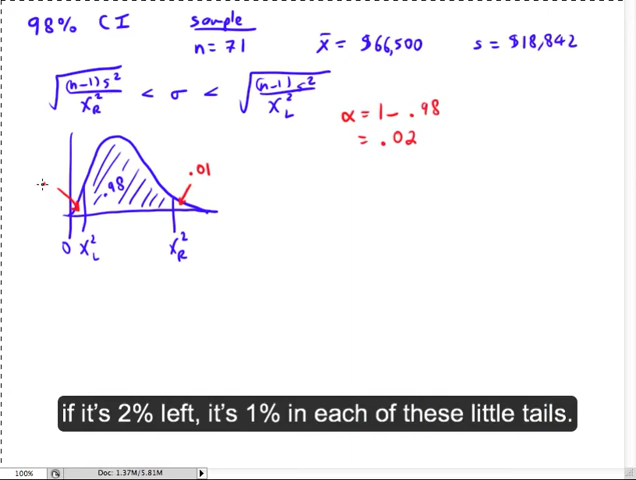 98% CI
sample
n = 71
x̄ = $66,500
s = $18,842
√((n-1)s²/X²R) < σ < √((n-1)s²/X²L)
α = 1 - .98
= .02
.01
.98
0 X²L X²R
if it's 2% left, it's 1% in each of these little tails.
100% Doc: 1.37M/5.81M